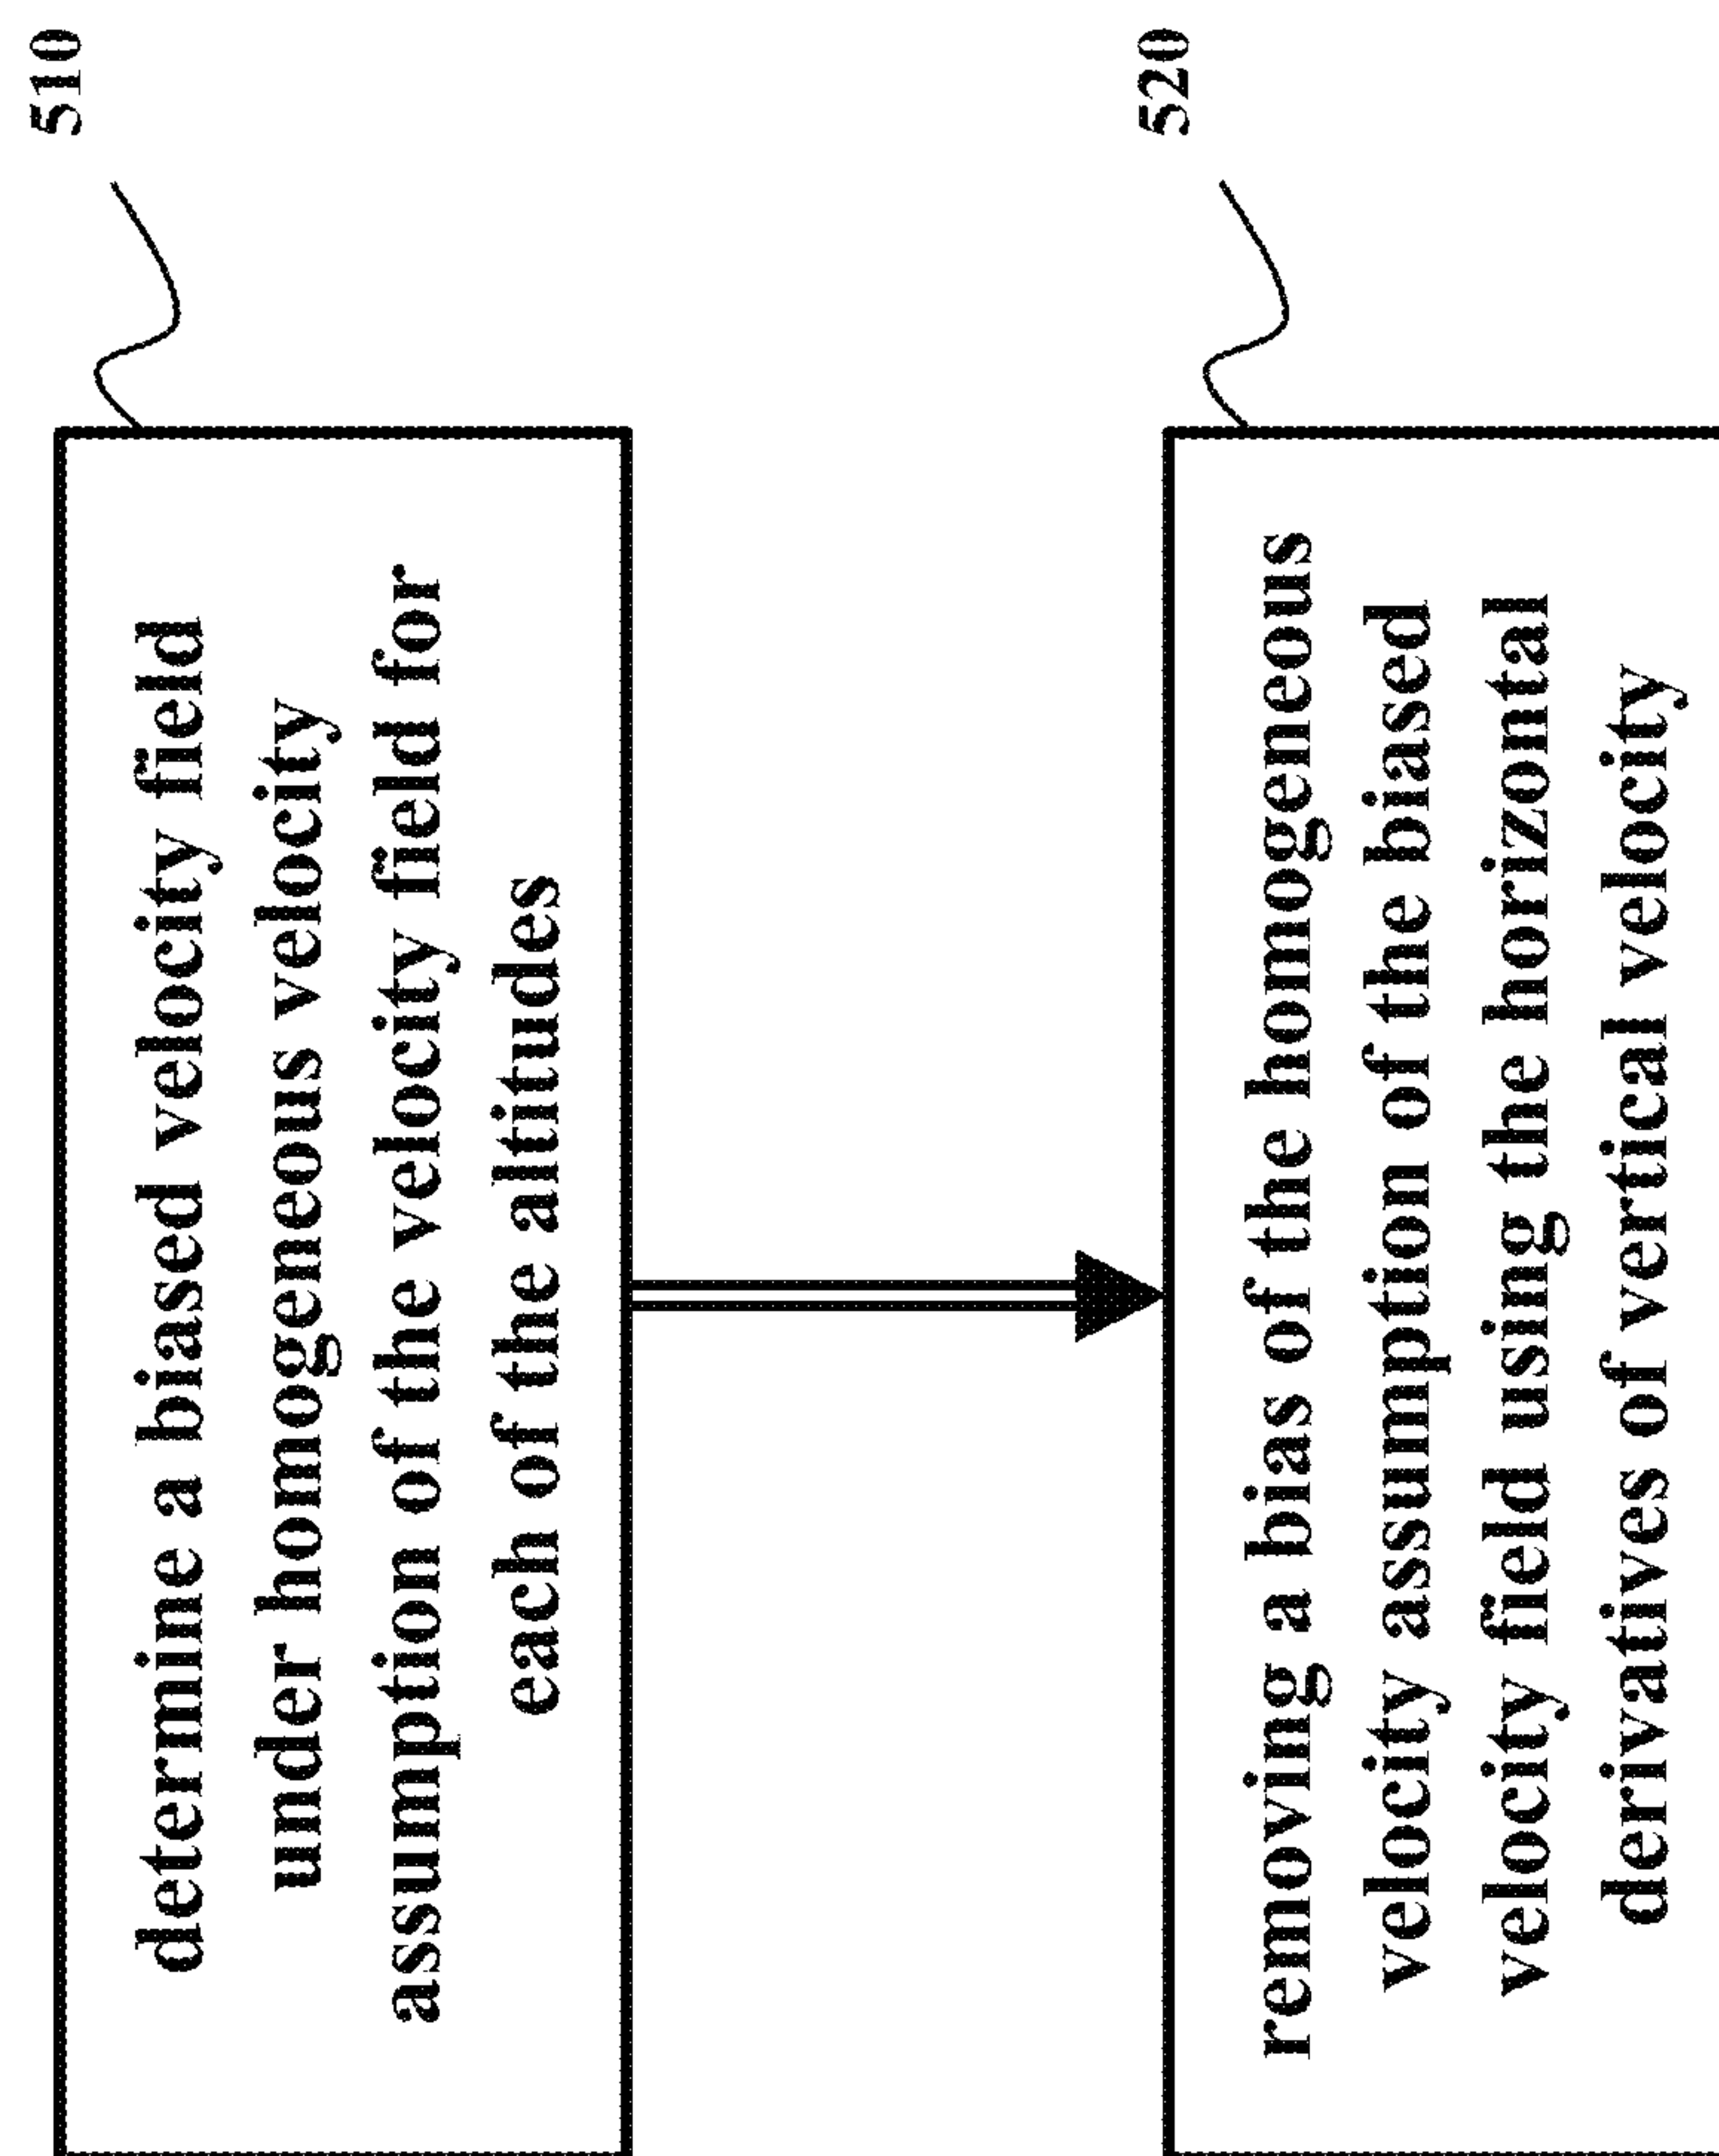 510
determine a biased velocity field
under homogeneous velocity
assumption of the velocity field for
each of the altitudes
520
removing a bias of the homogeneous
velocity assumption of the biased
velocity field using the horizontal
derivatives of vertical velocity